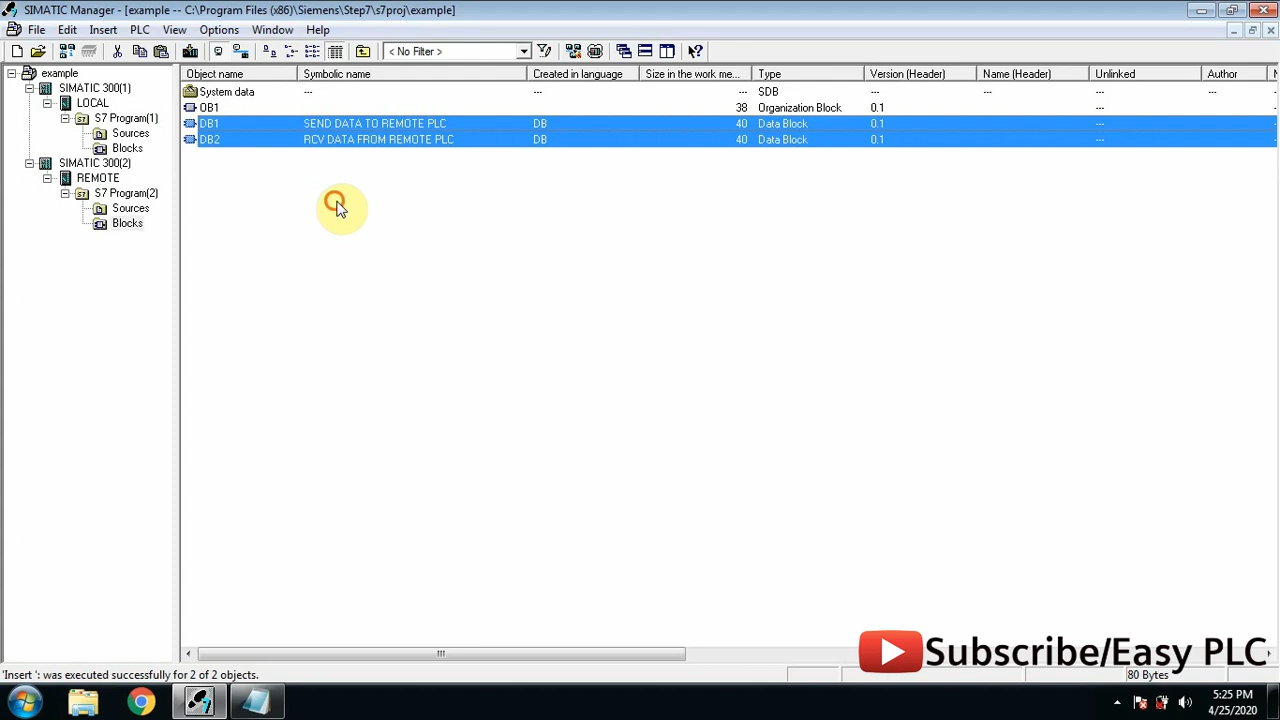 SIMATIC Manager - [example -- C:\Program Files (x86)\Siemens\Step7\s7proj\example]
File Edit Insert PLC View Options Window Help
< No Filter >
example
SIMATIC 300(1)
LOCAL
S7 Program(1)
Sources
Blocks
SIMATIC 300(2)
REMOTE
S7 Program(2)
Sources
Blocks
Object name Symbolic name Created in language Size in the work me... Type Version (Header) Name (Header) Unlinked Author
System data --- --- --- SDB --- --- --- ---
OB1 38 Organization Block 0.1 ---
DB1 SEND DATA TO REMOTE PLC DB 40 Data Block 0.1 ---
DB2 RCV DATA FROM REMOTE PLC DB 40 Data Block 0.1 ---
Subscribe/Easy PLC
'Insert ': was executed successfully for 2 of 2 objects.
80 Bytes
5:25 PM
4/25/2020